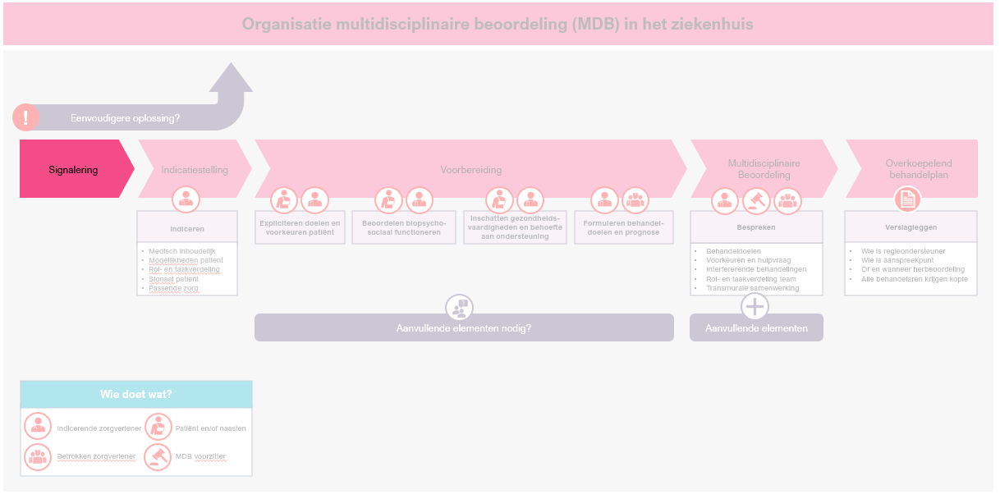 Organisatie multidisciplinaire beoordeling (MDB) in het ziekenhuis
!
Eenvoudigere oplossing?
Signalering
Indicatiestelling
Voorbereiding
Multidisciplinaire
Beoordeling
Overkoepelend
behandelplan
Indiceren
• Medisch inhoudelijk
• Mogelijkheden patient
• Rol- en taakverdeling
• Signaal patient
• Passende zorg
Expliciteren doelen en
voorkeuren patiënt
Beoordelen biopsycho-
sociaal functioneren
Inschatten gezondheids-
vaardigheden en behoefte
aan ondersteuning
Formuleren behandel-
doelen en prognose
Bespreken
• Behandeldoelen
• Voorkeuren en hulpvraag
• Interfererende behandelingen
• Rol- en taakverdeling team
• Transmurale samenwerking
Verslagleggen
• Wie is regieondersteuner
• Wie is aanspreekpunt
• Of en wanneer herbeoordeling
• Alle behandelaren krijgen kopie
?
Aanvullende elementen nodig?
Aanvullende elementen
Wie doet wat?
Indicerende zorgverlener
Patiënt en/of naasten
Betrokken zorgverlener
MDB voorzitter